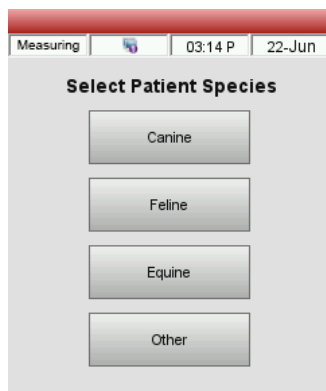 Measuring 03:14 P 22-Jun
Select Patient Species
Canine
Feline
Equine
Other